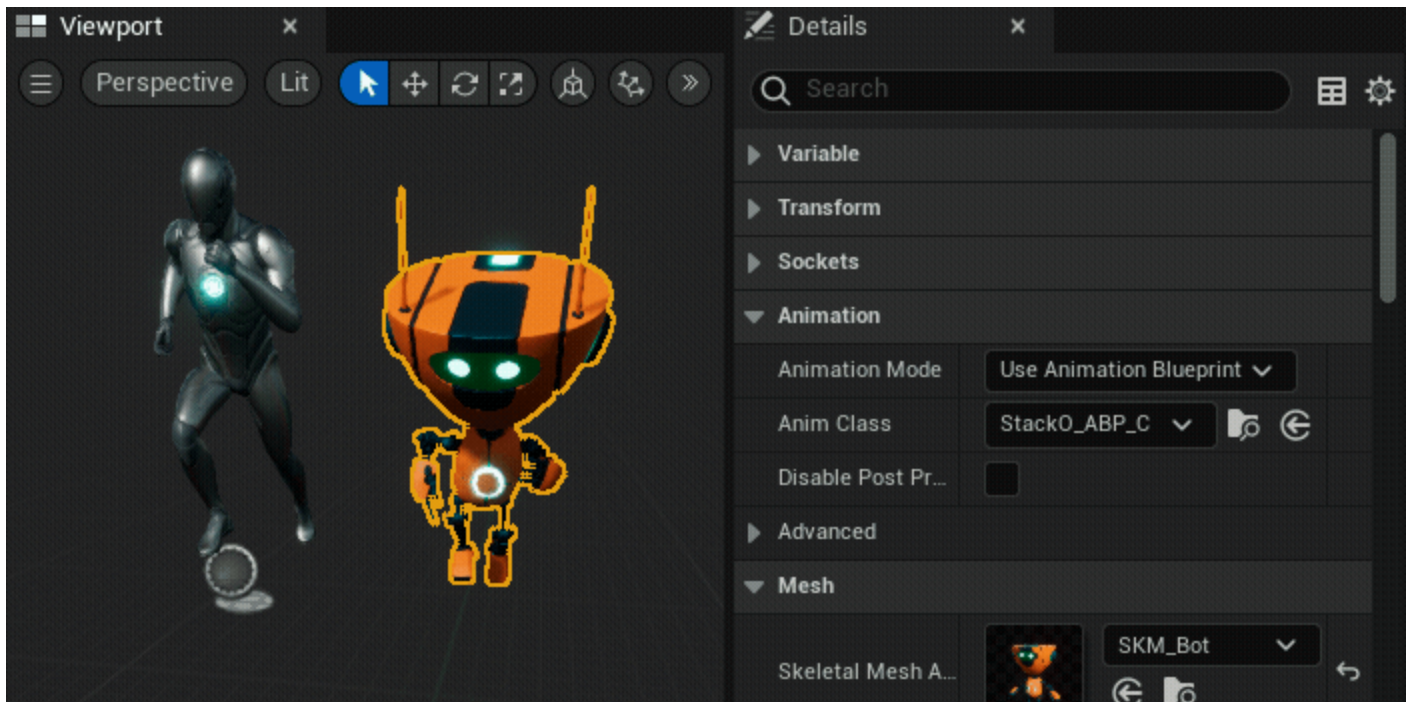 Viewport
Perspective
Lit
Details
Search
Variable
Transform
Sockets
Animation
Animation Mode
Use Animation Blueprint
Anim Class
StackO_ABP_C
Disable Post Pr...
Advanced
Mesh
Skeletal Mesh A...
SKM_Bot